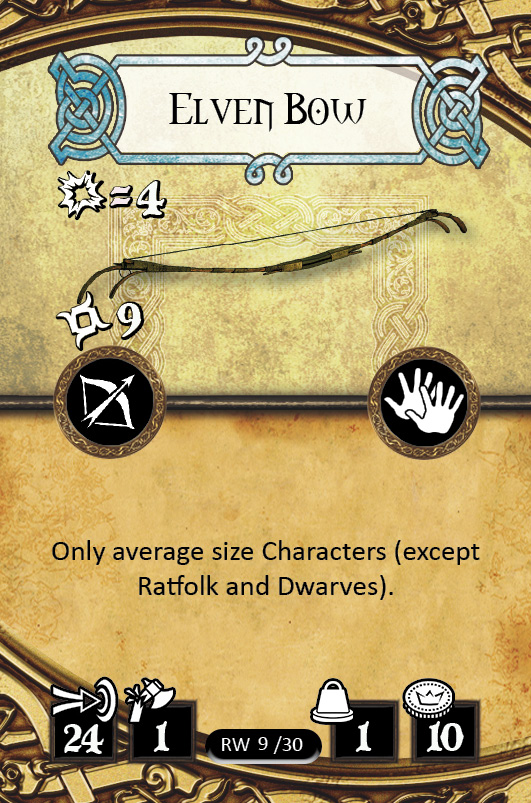 Elven Bow
=4
9
Only average size Characters (except
Ratfolk and Dwarves).
24 1 RW 9 /30 1 10